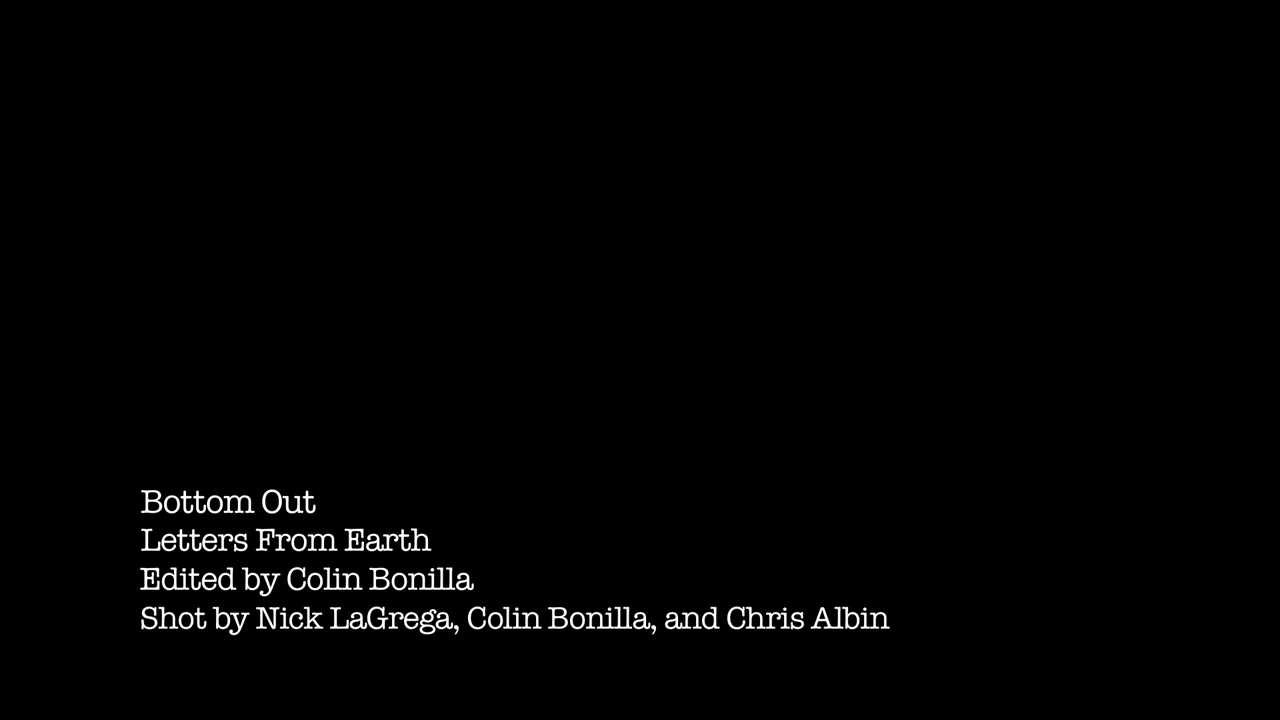 Bottom Out
Letters From Earth
Edited by Colin Bonilla
Shot by Nick LaGrega, Colin Bonilla, and Chris Albin